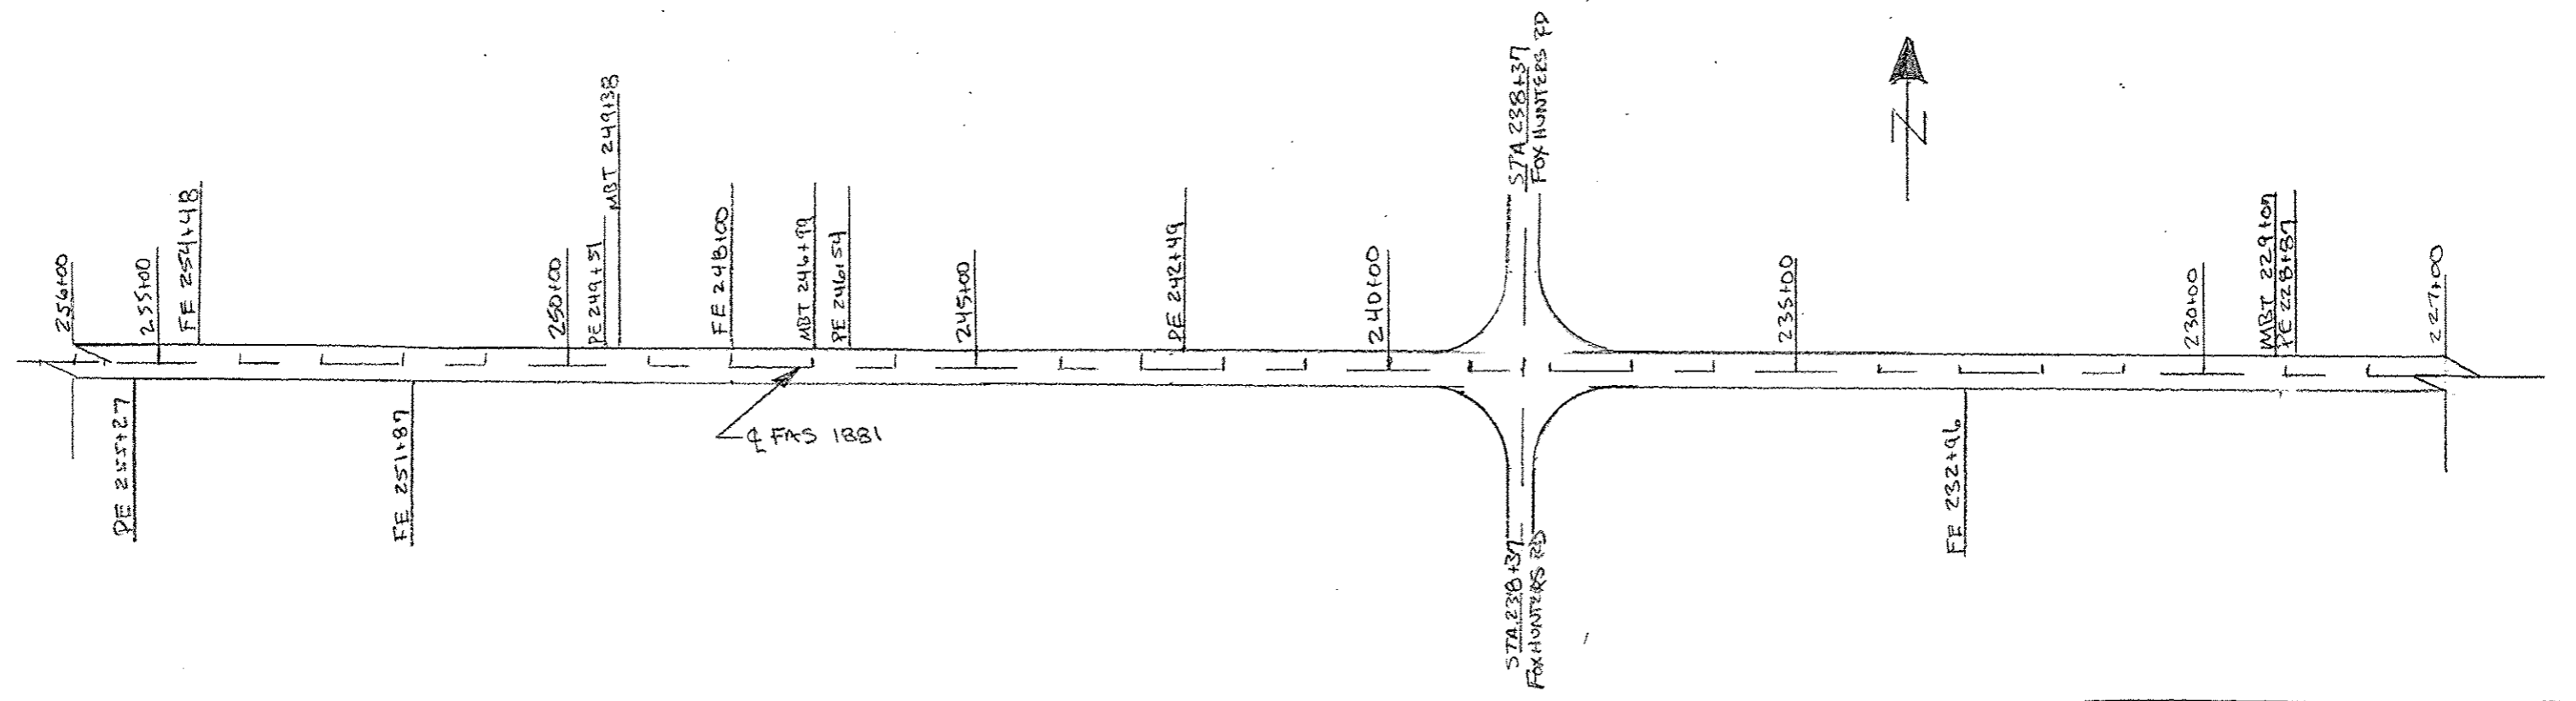 256+00
255+00
FE 254+48
250+00
PE 249+51
MBT 249+38
FE 248+00
MBT 246+99
PE 246+54
245+00
PE 242+49
240+00
STA 238+37
FOX HUNTERS RD
235+00
N
230+00
MBT 229+07
PE 228+87
227+00
PE 255+27
FE 251+87
℄ FAS 1881
STA 238+37
FOX HUNTERS RD
FE 232+96